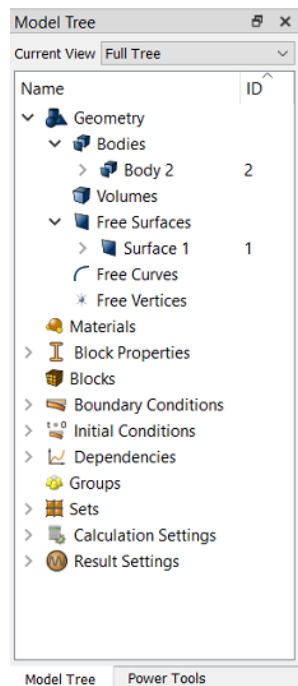 Model Tree
Current View Full Tree
Name ID
Geometry
Bodies
Body 2 2
Volumes
Free Surfaces
Surface 1 1
Free Curves
Free Vertices
Materials
Block Properties
Blocks
Boundary Conditions
t=0 Initial Conditions
Dependencies
Groups
Sets
Calculation Settings
Result Settings
Model Tree Power Tools